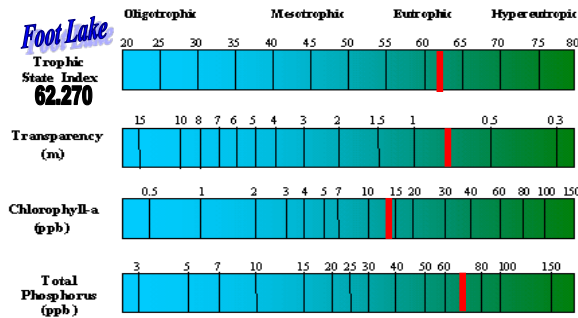 Oligotrophic Mesotrophic Eutrophic Hypereutropic
Foot Lake
20 25 30 35 40 45 50 55 60 65 70 75 80
Trophic
State Index
62.270
15 10 8 7 6 5 4 3 2 1.5 1 0.5 0.3
Transparency
(m)
0.5 1 2 3 4 5 7 10 15 20 30 40 60 80 100 150
Chlorophyll-a
(ppb)
3 5 7 10 15 20 25 30 40 50 60 80 100 150
Total
Phosphorus
(ppb)